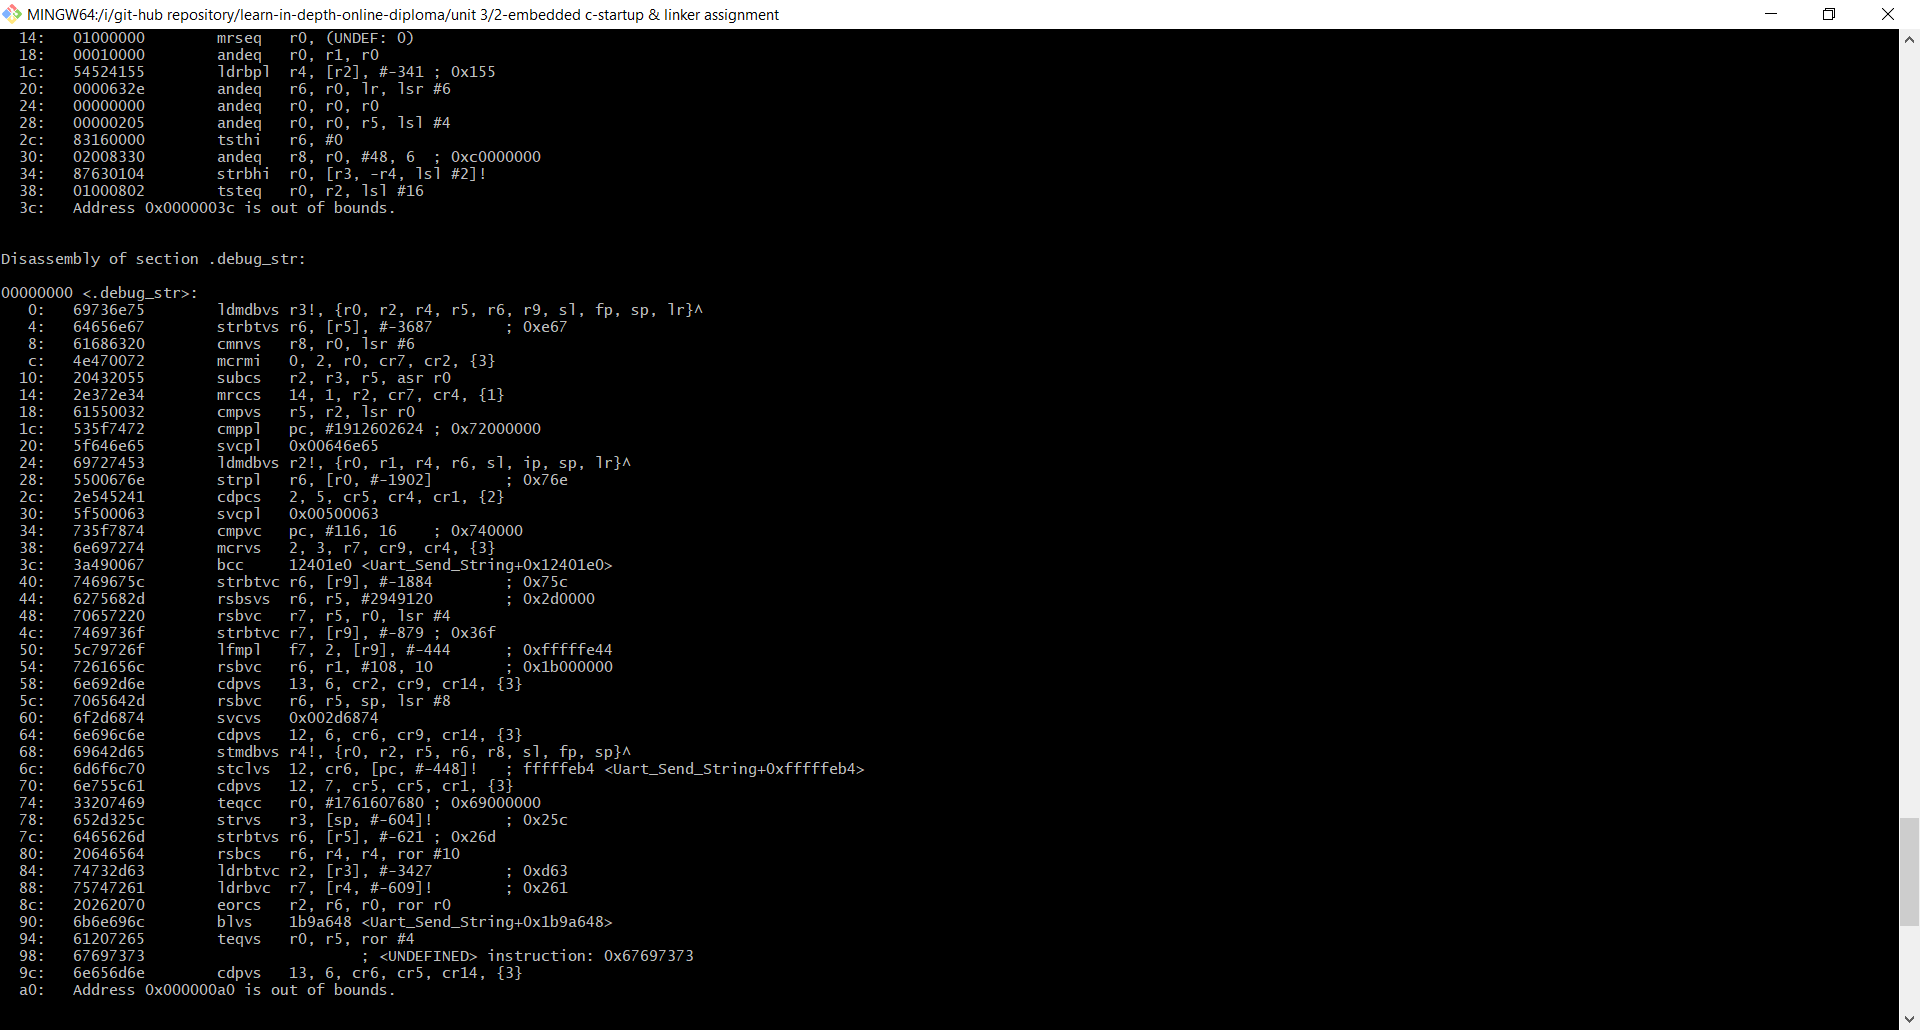 MINGW64:/i/git-hub repository/learn-in-depth-online-diploma/unit 3/2-embedded c-startup & linker assignment
14: 01000000 mrseq r0, (UNDEF: 0)
18: 00010000 andeq r0, r1, r0
1c: 54524155 ldrbpl r4, [r2], #-341 ; 0x155
20: 0000632e andeq r6, r0, lr, lsr #6
24: 00000000 andeq r0, r0, r0
28: 00000205 andeq r0, r0, r5, lsl #4
2c: 83160000 tsthi r6, #0
30: 02008330 andeq r8, r0, #48, 6 ; 0xc0000000
34: 87630104 strbhi r0, [r3, -r4, lsl #2]!
38: 01000802 tsteq r0, r2, lsl #16
3c: Address 0x0000003c is out of bounds.
Disassembly of section .debug_str:
00000000 <.debug_str>:
0: 69736e75 ldmdbvs r3!, {r0, r2, r4, r5, r6, r9, sl, fp, sp, lr}^
4: 64656e67 strbtvs r6, [r5], #-3687 ; 0xe67
8: 61686320 cmnvs r8, r0, lsr #6
c: 4e470072 mcrmi 0, 2, r0, cr7, cr2, {3}
10: 20432055 subcs r2, r3, r5, asr r0
14: 2e372e34 mrccs 14, 1, r2, cr7, cr4, {1}
18: 61550032 cmpvs r5, r2, lsr r0
1c: 535f7472 cmppl pc, #1912602624 ; 0x72000000
20: 5f646e65 svcpl 0x00646e65
24: 69727453 ldmdbvs r2!, {r0, r1, r4, r6, sl, ip, sp, lr}^
28: 5500676e strpl r6, [r0, #-1902] ; 0x76e
2c: 2e545241 cdpcs 2, 5, cr5, cr4, cr1, {2}
30: 5f500063 svcpl 0x00500063
34: 735f7874 cmpvc pc, #116, 16 ; 0x740000
38: 6e697274 mcrvs 2, 3, r7, cr9, cr4, {3}
3c: 3a490067 bcc 12401e0 <Uart_Send_String+0x12401e0>
40: 7469675c strbtvc r6, [r9], #-1884 ; 0x75c
44: 6275682d rsbsvs r6, r5, #2949120 ; 0x2d0000
48: 70657220 rsbvc r7, r5, r0, lsr #4
4c: 7469736f strbtvc r7, [r9], #-879 ; 0x36f
50: 5c79726f lfmpl f7, 2, [r9], #-444 ; 0xfffffe44
54: 7261656c rsbvc r6, r1, #108, 10 ; 0x1b000000
58: 6e692d6e cdpvs 13, 6, cr2, cr9, cr14, {3}
5c: 7065642d rsbvc r6, r5, sp, lsr #8
60: 6f2d6874 svcvs 0x002d6874
64: 6e696c6e cdpvs 12, 6, cr6, cr9, cr14, {3}
68: 69642d65 stmdbvs r4!, {r0, r2, r5, r6, r8, sl, fp, sp}^
6c: 6d6f6c70 stclvs 12, cr6, [pc, #-448]! ; fffffeb4 <Uart_Send_String+0xfffffeb4>
70: 6e755c61 cdpvs 12, 7, cr5, cr5, cr1, {3}
74: 33207469 teqcc r0, #1761607680 ; 0x69000000
78: 652d325c strvs r3, [sp, #-604]! ; 0x25c
7c: 6465626d strbtvs r6, [r5], #-621 ; 0x26d
80: 20646564 rsbcs r6, r4, r4, ror #10
84: 74732d63 ldrbtvc r2, [r3], #-3427 ; 0xd63
88: 75747261 ldrbvc r7, [r4, #-609]! ; 0x261
8c: 20262070 eorcs r2, r6, r0, ror r0
90: 6b6e696c blvs 1b9a648 <Uart_Send_String+0x1b9a648>
94: 61207265 teqvs r0, r5, ror #4
98: 67697373 ; <UNDEFINED> instruction: 0x67697373
9c: 6e656d6e cdpvs 13, 6, cr6, cr5, cr14, {3}
a0: Address 0x000000a0 is out of bounds.